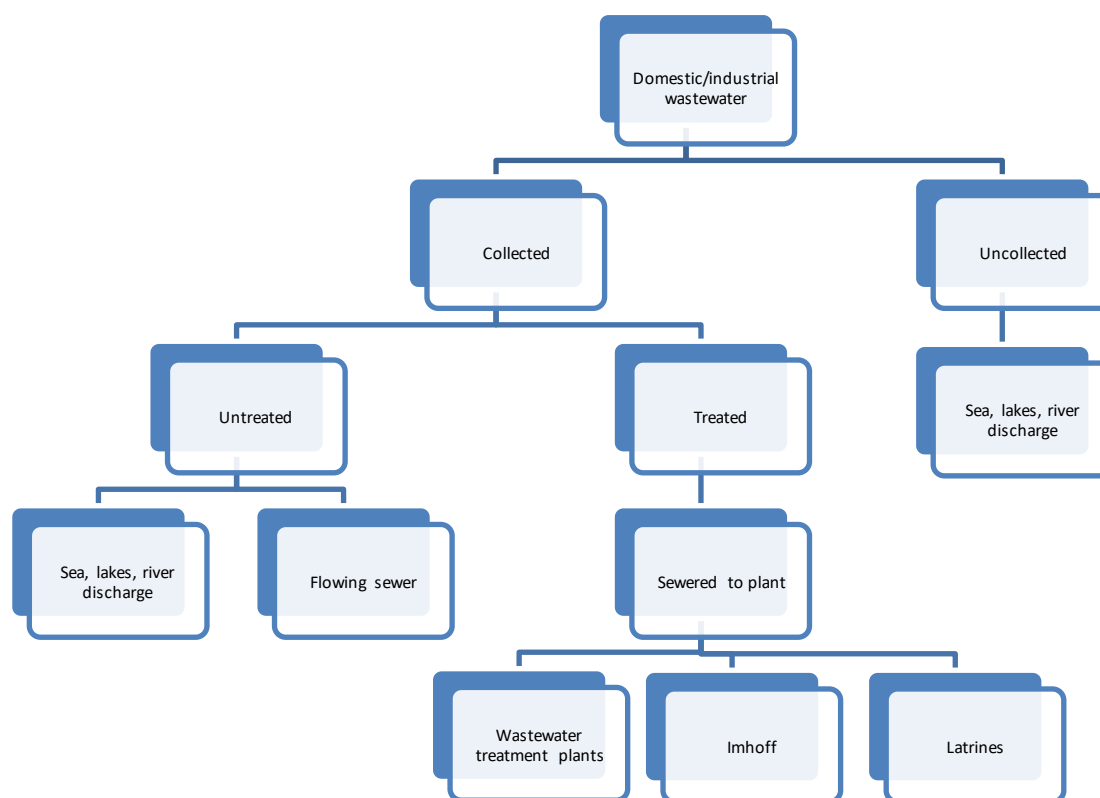 Domestic/industrial
wastewater
Collected
Uncollected
Untreated
Treated
Sea, lakes, river
discharge
Sea, lakes, river
discharge
Flowing sewer
Sewered to plant
Wastewater
treatment plants
Imhoff
Latrines